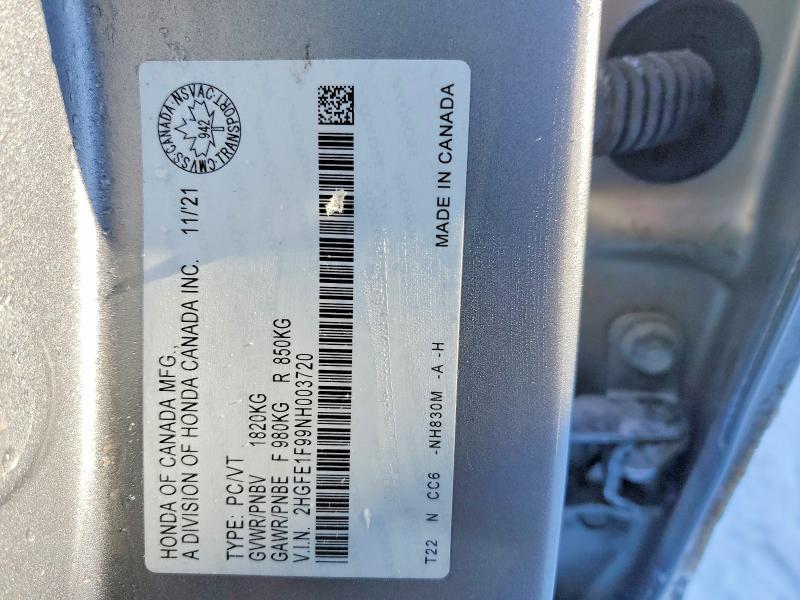 HONDA OF CANADA MFG.,
A DIVISION OF HONDA CANADA INC. 11/'21
TYPE: PC/VT
GVWR/PNBV 1820KG
GAWR/PNBE F 980KG R 850KG
V.I.N. 2HGFE1F99NH003720
CANADA·NSVAC·TRANSPORT·CMVSS
942
MADE IN CANADA
T22 N CC6 -NH830M -A -H